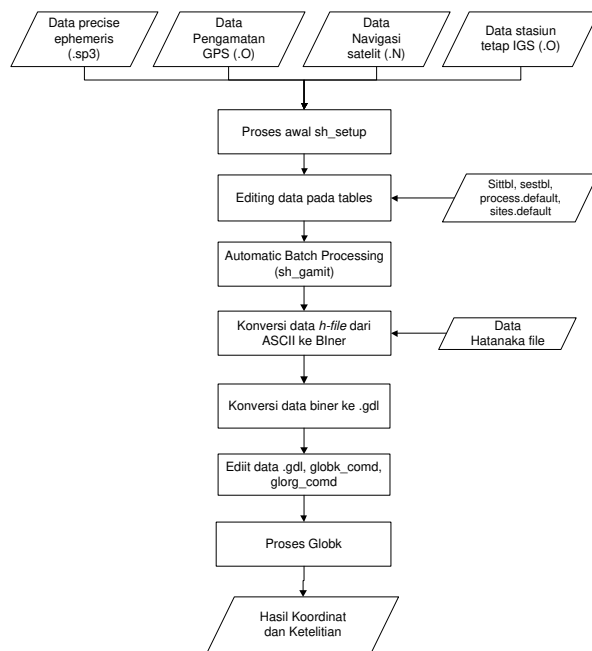 Data precise
ephemeris
(.sp3)
Data
Pengamatan
GPS (.O)
Data
Navigasi
satelit (.N)
Data stasiun
tetap IGS (.O)
Proses awal sh_setup
Editing data pada tables
Sittbl, sestbl,
process.default,
sites.default
Automatic Batch Processing
(sh_gamit)
Konversi data h-file dari
ASCII ke BIner
Data
Hatanaka file
Konversi data biner ke .gdl
Ediit data .gdl, globk_comd,
glorg_comd
Proses Globk
Hasil Koordinat
dan Ketelitian